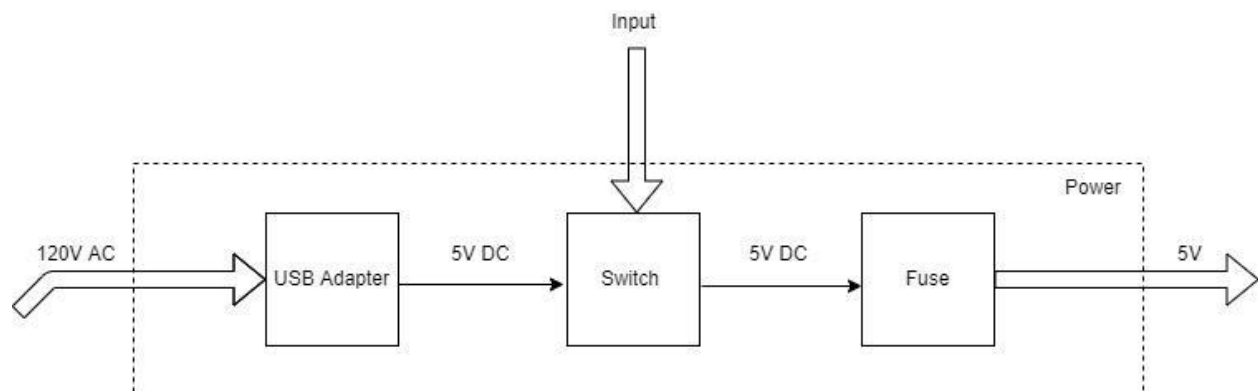 Input
Power
120V AC
5V DC
5V DC
5V
USB Adapter
Switch
Fuse